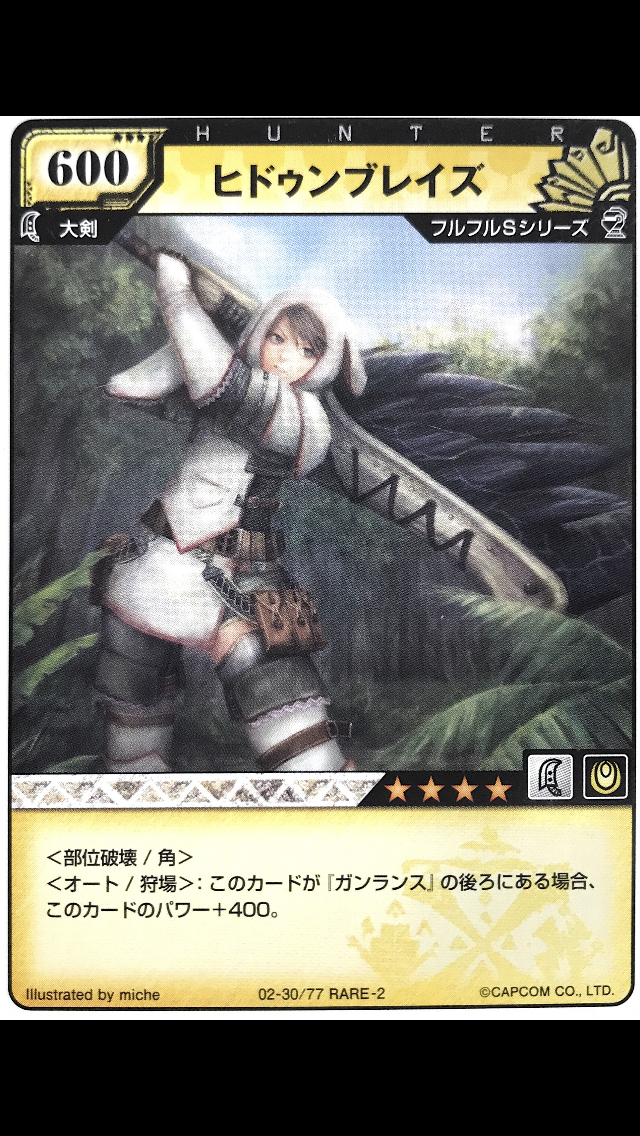 HUNTER
600
ヒドゥンブレイズ
大剣
フルフルSシリーズ
<部位破壊 / 角>
<オート / 狩場>：このカードが『ガンランス』の後ろにある場合、
このカードのパワー+400。
Illustrated by miche
02-30/77 RARE-2
©CAPCOM CO., LTD.